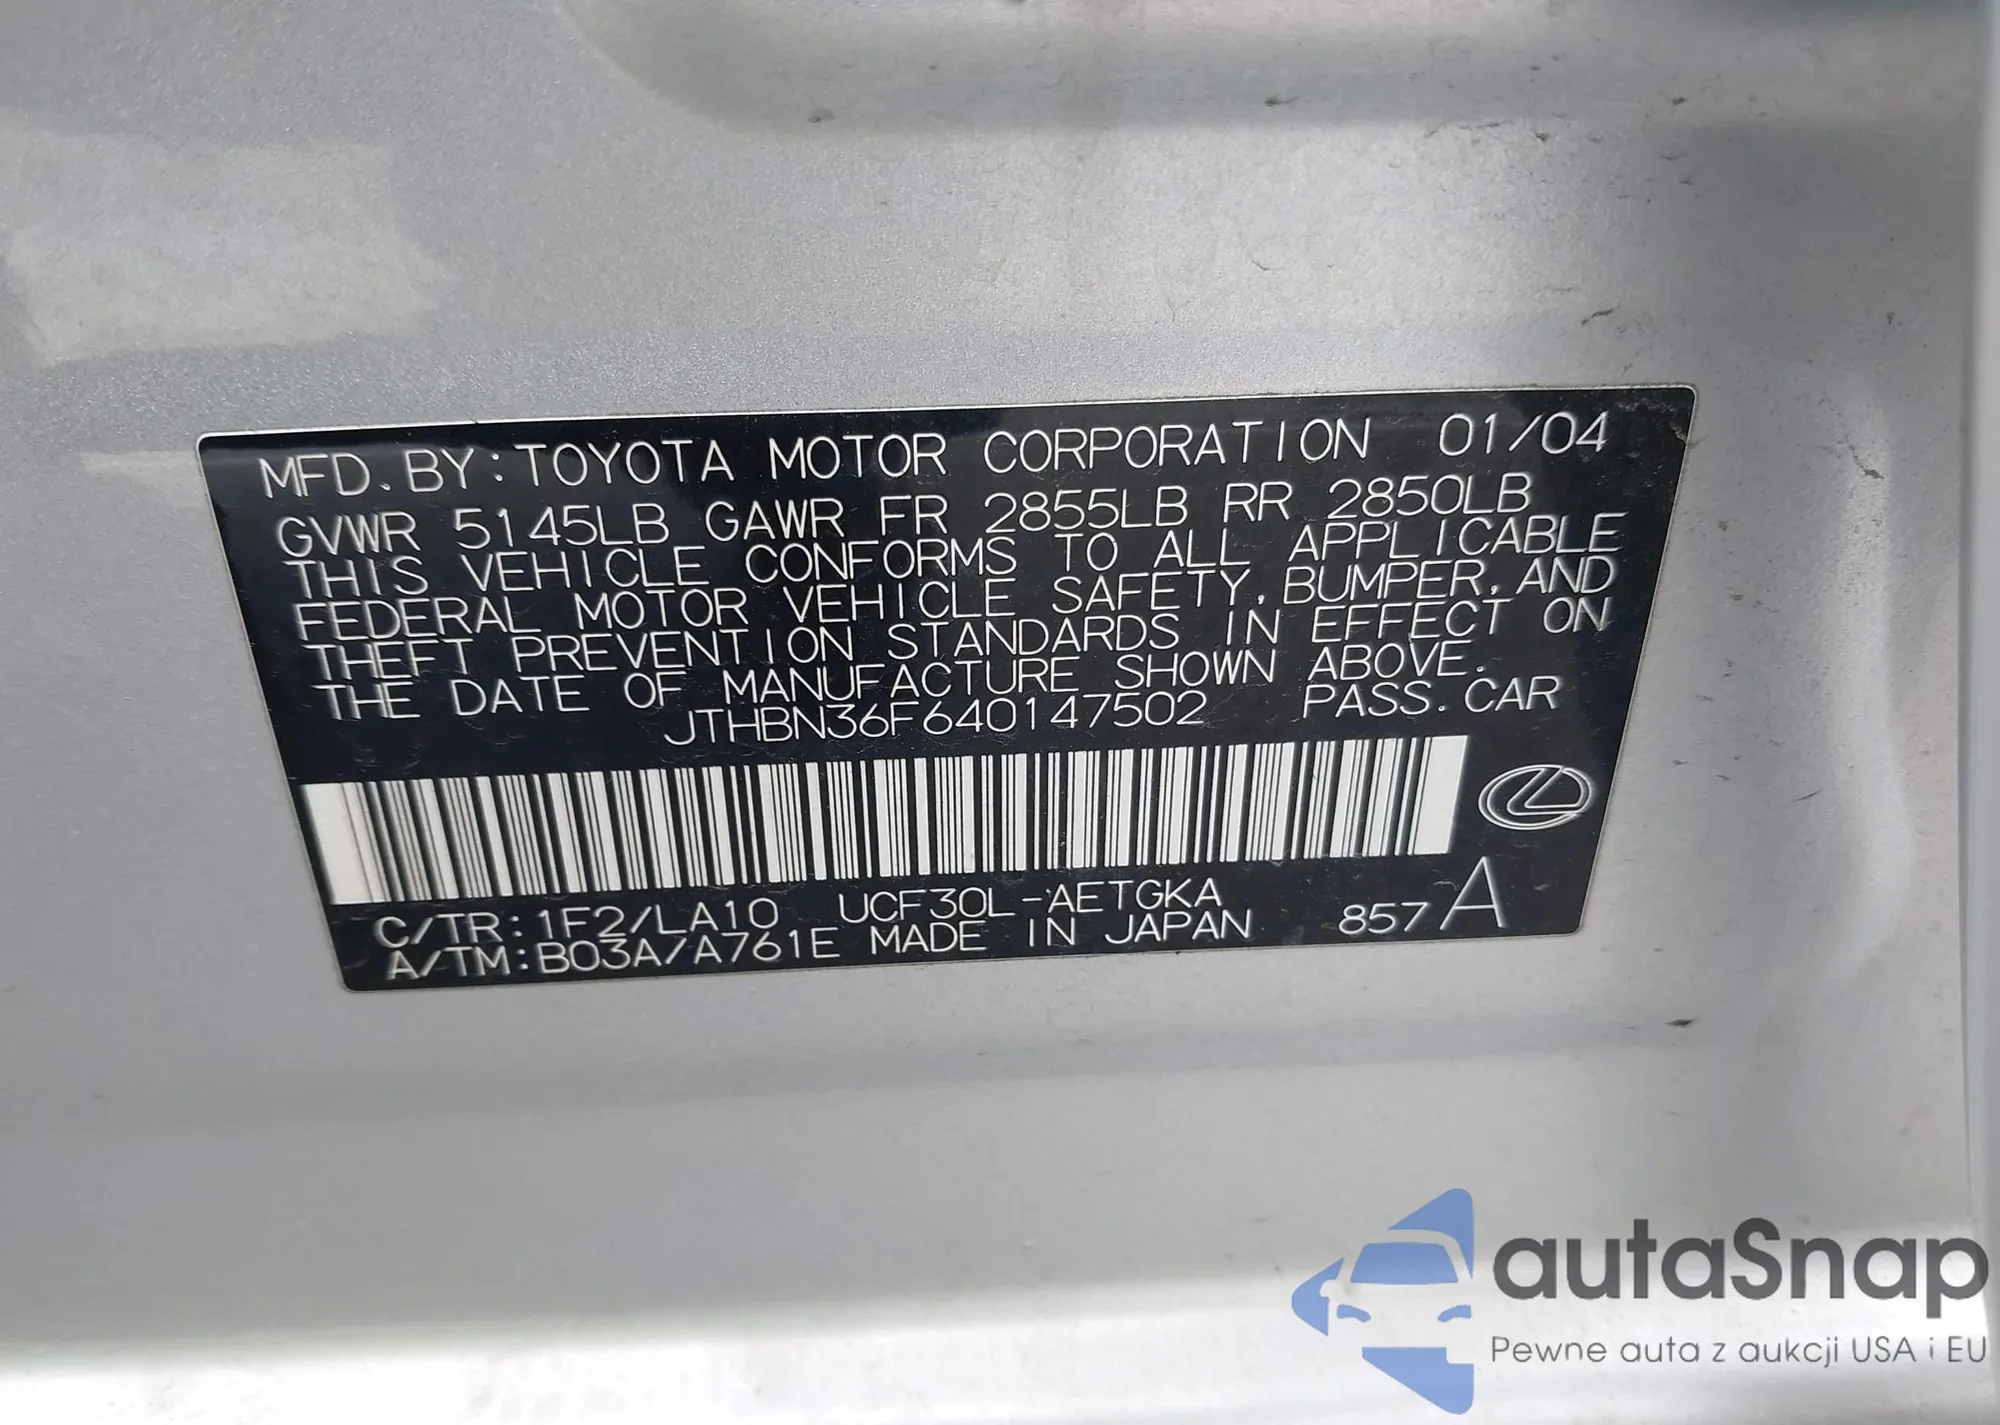 MFD. BY: TOYOTA MOTOR CORPORATION 01/04
GVWR 5145LB GAWR FR 2855LB RR 2850LB
THIS VEHICLE CONFORMS TO ALL APPLICABLE
FEDERAL MOTOR VEHICLE SAFETY, BUMPER, AND
THEFT PREVENTION STANDARDS IN EFFECT ON
THE DATE OF MANUFACTURE SHOWN ABOVE.
JTHBN36F640147502 PASS. CAR
C/TR: 1F2/LA10 UCF30L-AETGKA
A/TM: B03A/A761E MADE IN JAPAN 857 A
autaSnap
Pewne auta z aukcji USA i EU